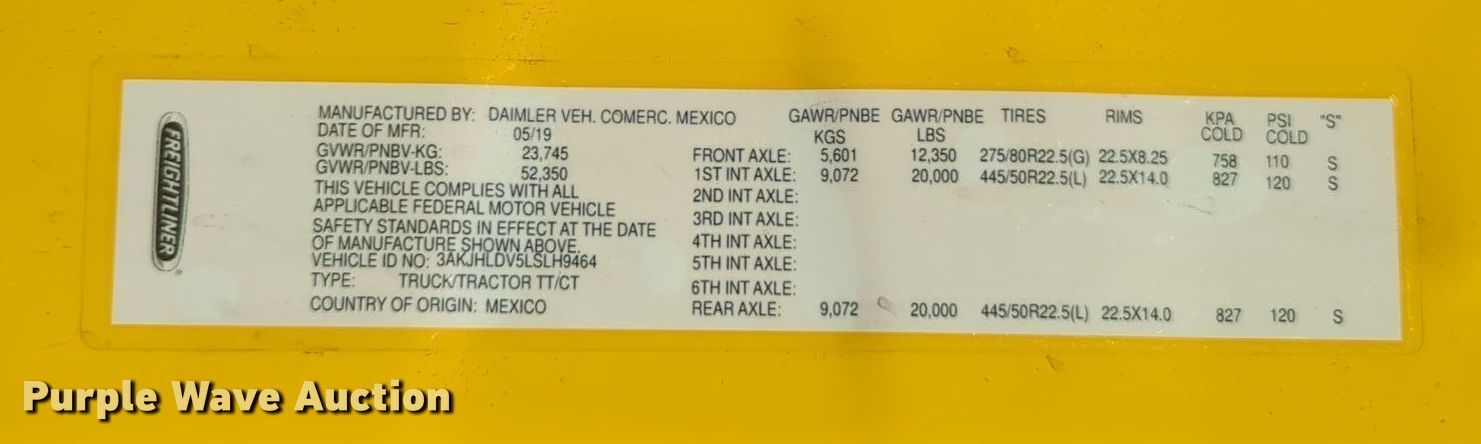 FREIGHTLINER
MANUFACTURED BY: DAIMLER VEH. COMERC. MEXICO
DATE OF MFR: 05/19
GVWR/PNBV-KG: 23,745
GVWR/PNBV-LBS: 52,350
THIS VEHICLE COMPLIES WITH ALL
APPLICABLE FEDERAL MOTOR VEHICLE
SAFETY STANDARDS IN EFFECT AT THE DATE
OF MANUFACTURE SHOWN ABOVE.
VEHICLE ID NO: 3AKJHLDV5LSLH9464
TYPE: TRUCK/TRACTOR TT/CT
COUNTRY OF ORIGIN: MEXICO
GAWR/PNBE GAWR/PNBE TIRES RIMS KPA PSI "S"
KGS LBS COLD COLD
FRONT AXLE: 5,601 12,350 275/80R22.5(G) 22.5X8.25 758 110 S
1ST INT AXLE: 9,072 20,000 445/50R22.5(L) 22.5X14.0 827 120 S
2ND INT AXLE:
3RD INT AXLE:
4TH INT AXLE:
5TH INT AXLE:
6TH INT AXLE:
REAR AXLE: 9,072 20,000 445/50R22.5(L) 22.5X14.0 827 120 S
Purple Wave Auction